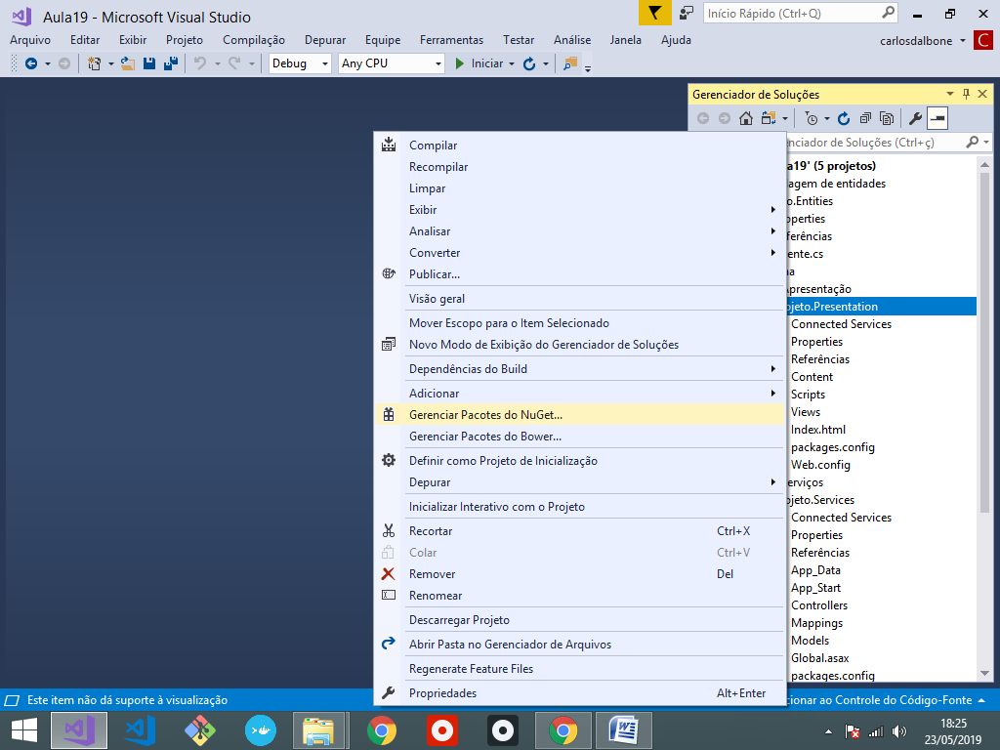 Aula19 - Microsoft Visual Studio
Início Rápido (Ctrl+Q)
Arquivo Editar Exibir Projeto Compilação Depurar Equipe Ferramentas Testar Análise Janela Ajuda carlosdalbone C
Debug Any CPU Iniciar
Gerenciador de Soluções
nciador de Soluções (Ctrl+ç)
Compilar
Recompilar
Limpar
Exibir
Analisar
Converter
Publicar...
Visão geral
Mover Escopo para o Item Selecionado
Novo Modo de Exibição do Gerenciador de Soluções
Dependências do Build
Adicionar
Gerenciar Pacotes do NuGet...
Gerenciar Pacotes do Bower...
Definir como Projeto de Inicialização
Depurar
Inicializar Interativo com o Projeto
Recortar Ctrl+X
Colar Ctrl+V
Remover Del
Renomear
Descarregar Projeto
Abrir Pasta no Gerenciador de Arquivos
Regenerate Feature Files
Propriedades Alt+Enter
a19' (5 projetos)
agem de entidades
o.Entities
operties
ferências
ente.cs
na
Apresentação
ojeto.Presentation
Connected Services
Properties
Referências
Content
Scripts
Views
Index.html
packages.config
Web.config
erviços
ojeto.Services
Connected Services
Properties
Referências
App_Data
App_Start
Controllers
Mappings
Models
Global.asax
packages.config
Este item não dá suporte à visualização
cionar ao Controle do Código-Fonte
18:25
23/05/2019